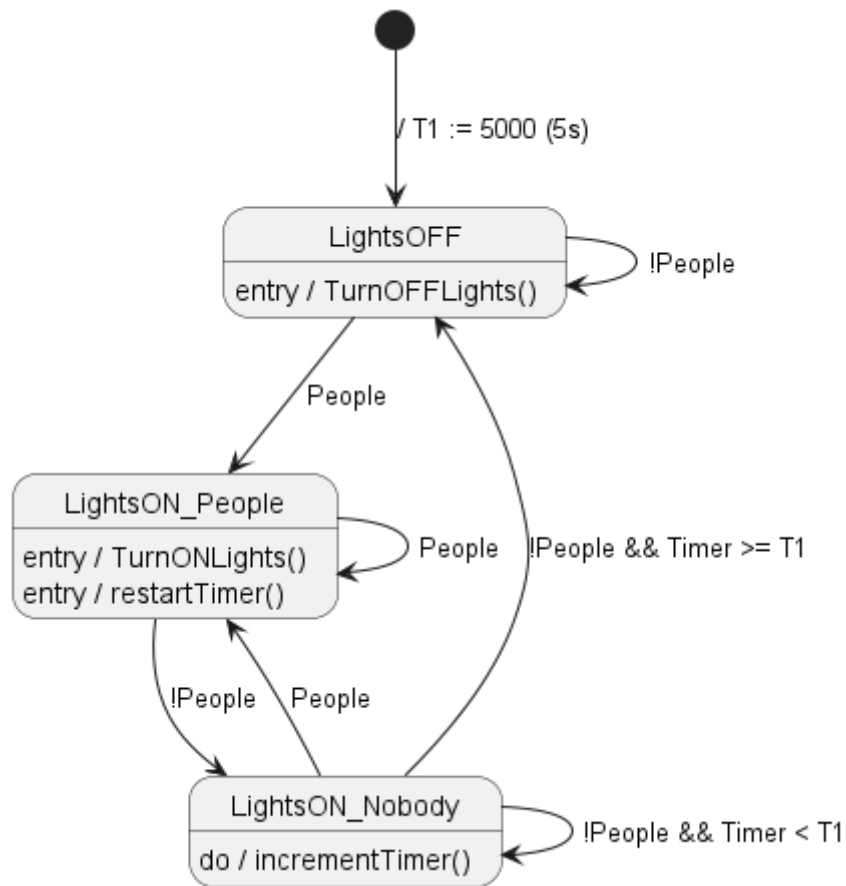 / T1 := 5000 (5s)
LightsOFF
entry / TurnOFFLights()
!People
People
LightsON_People
entry / TurnONLights()
entry / restartTimer()
People
!People && Timer >= T1
!People
People
LightsON_Nobody
do / incrementTimer()
!People && Timer < T1